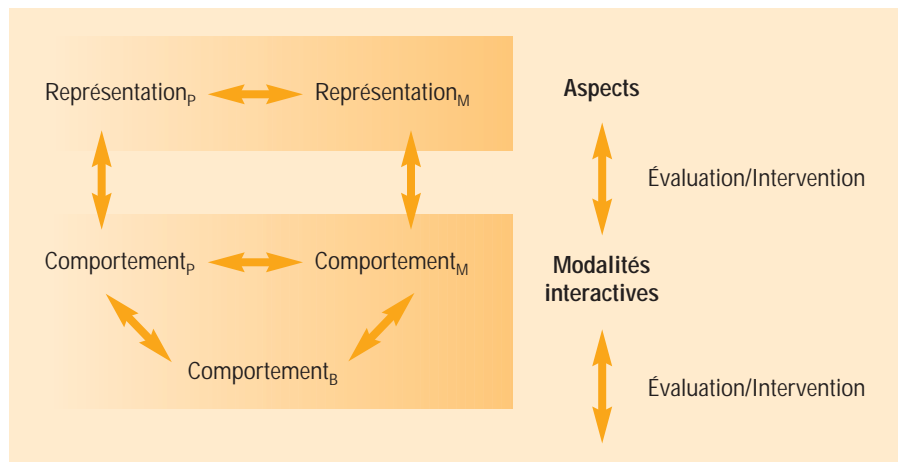 Représentation_P
Représentation_M
Aspects
Évaluation/Intervention
Comportement_P
Comportement_M
Modalités
interactives
Comportement_B
Évaluation/Intervention